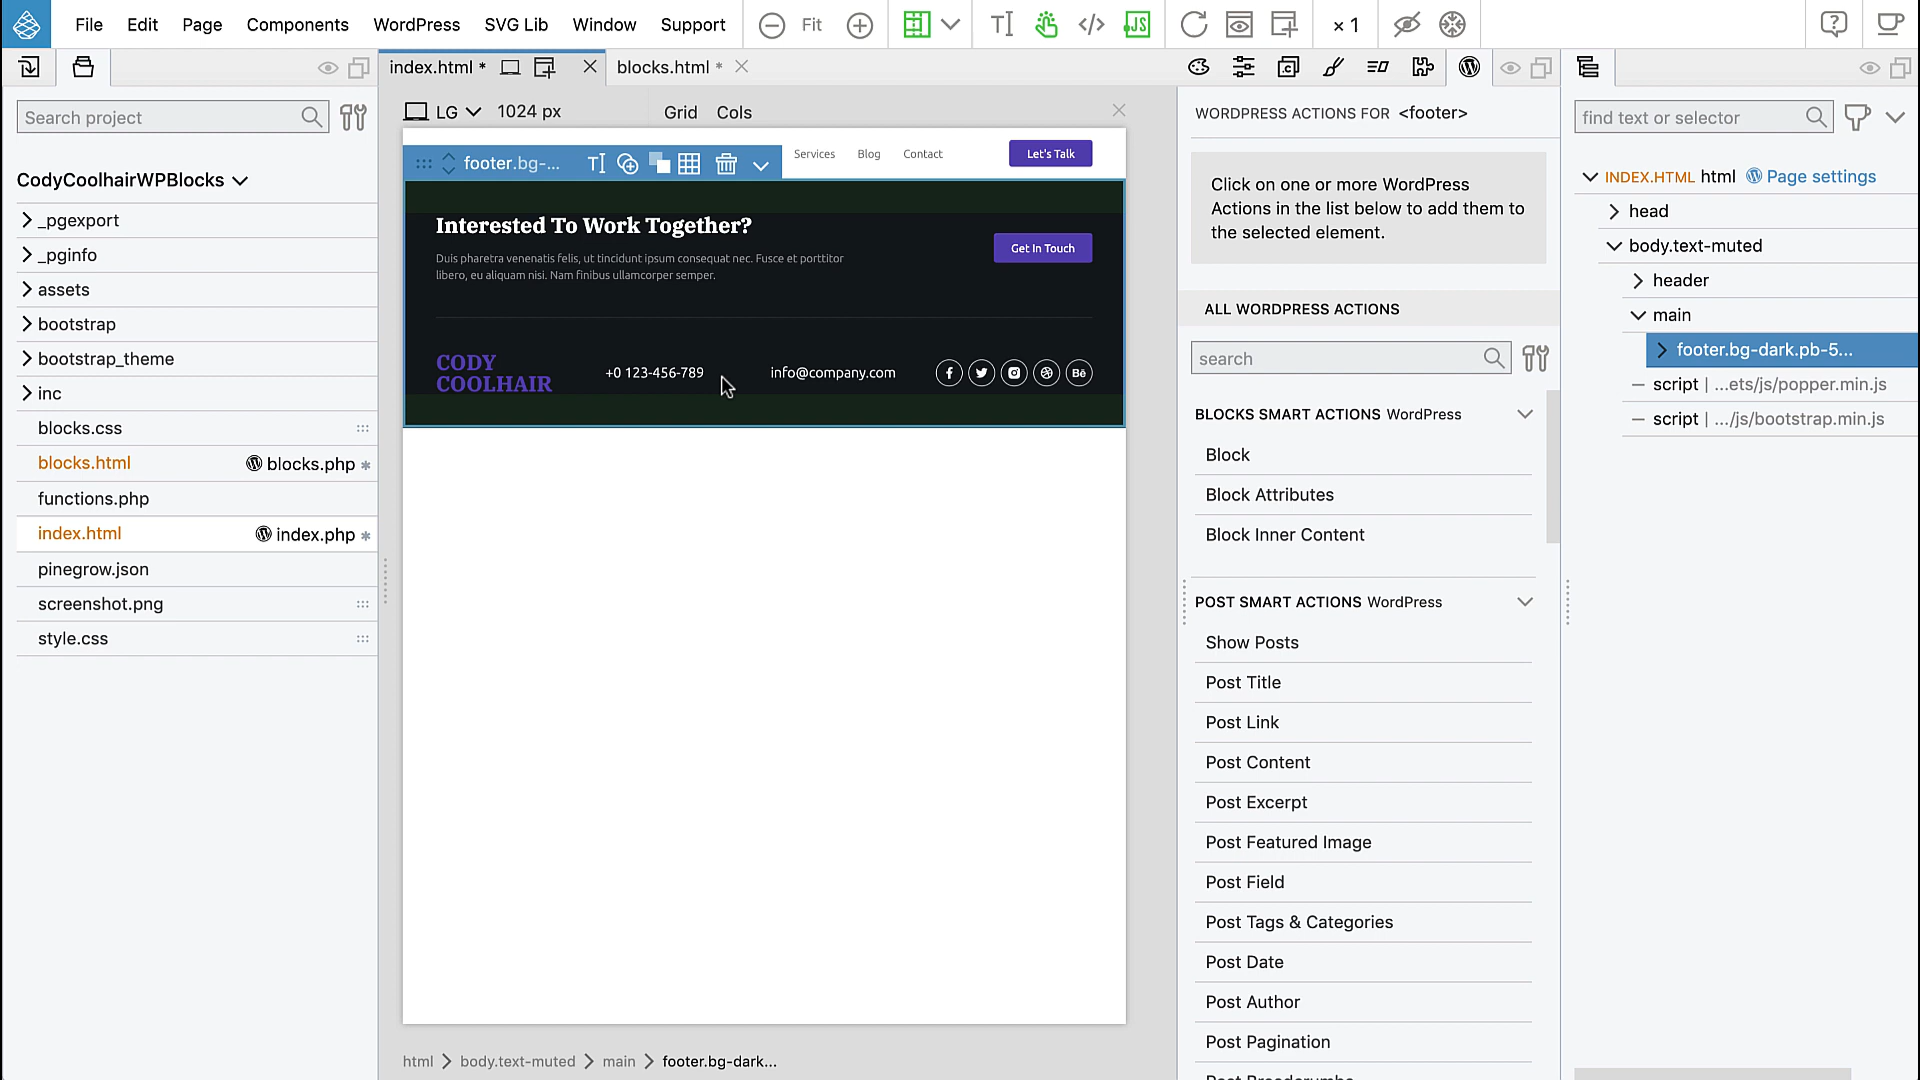 File Edit Page Components WordPress SVG Lib Window Support Fit × 1
index.html * blocks.html *
Search project
LG 1024 px Grid Cols
WORDPRESS ACTIONS FOR <footer>
find text or selector
CodyCoolhairWPBlocks
_pgexport
_pginfo
assets
bootstrap
bootstrap_theme
inc
blocks.css
blocks.html blocks.php *
functions.php
index.html index.php *
pinegrow.json
screenshot.png
style.css
footer.bg-... Services Blog Contact Let's Talk
Interested To Work Together?
Duis pharetra venenatis felis, ut tincidunt ipsum consequat nec. Fusce et porttitor
libero, eu aliquam nisi. Nam finibus ullamcorper semper.
Get In Touch
CODY
COOLHAIR
+0 123-456-789
info@company.com
Bē
html body.text-muted main footer.bg-dark...
Click on one or more WordPress
Actions in the list below to add them to
the selected element.
ALL WORDPRESS ACTIONS
search
BLOCKS SMART ACTIONS WordPress
Block
Block Attributes
Block Inner Content
POST SMART ACTIONS WordPress
Show Posts
Post Title
Post Link
Post Content
Post Excerpt
Post Featured Image
Post Field
Post Tags & Categories
Post Date
Post Author
Post Pagination
INDEX.HTML html Page settings
head
body.text-muted
header
main
footer.bg-dark.pb-5...
script | ...ets/js/popper.min.js
script | .../js/bootstrap.min.js